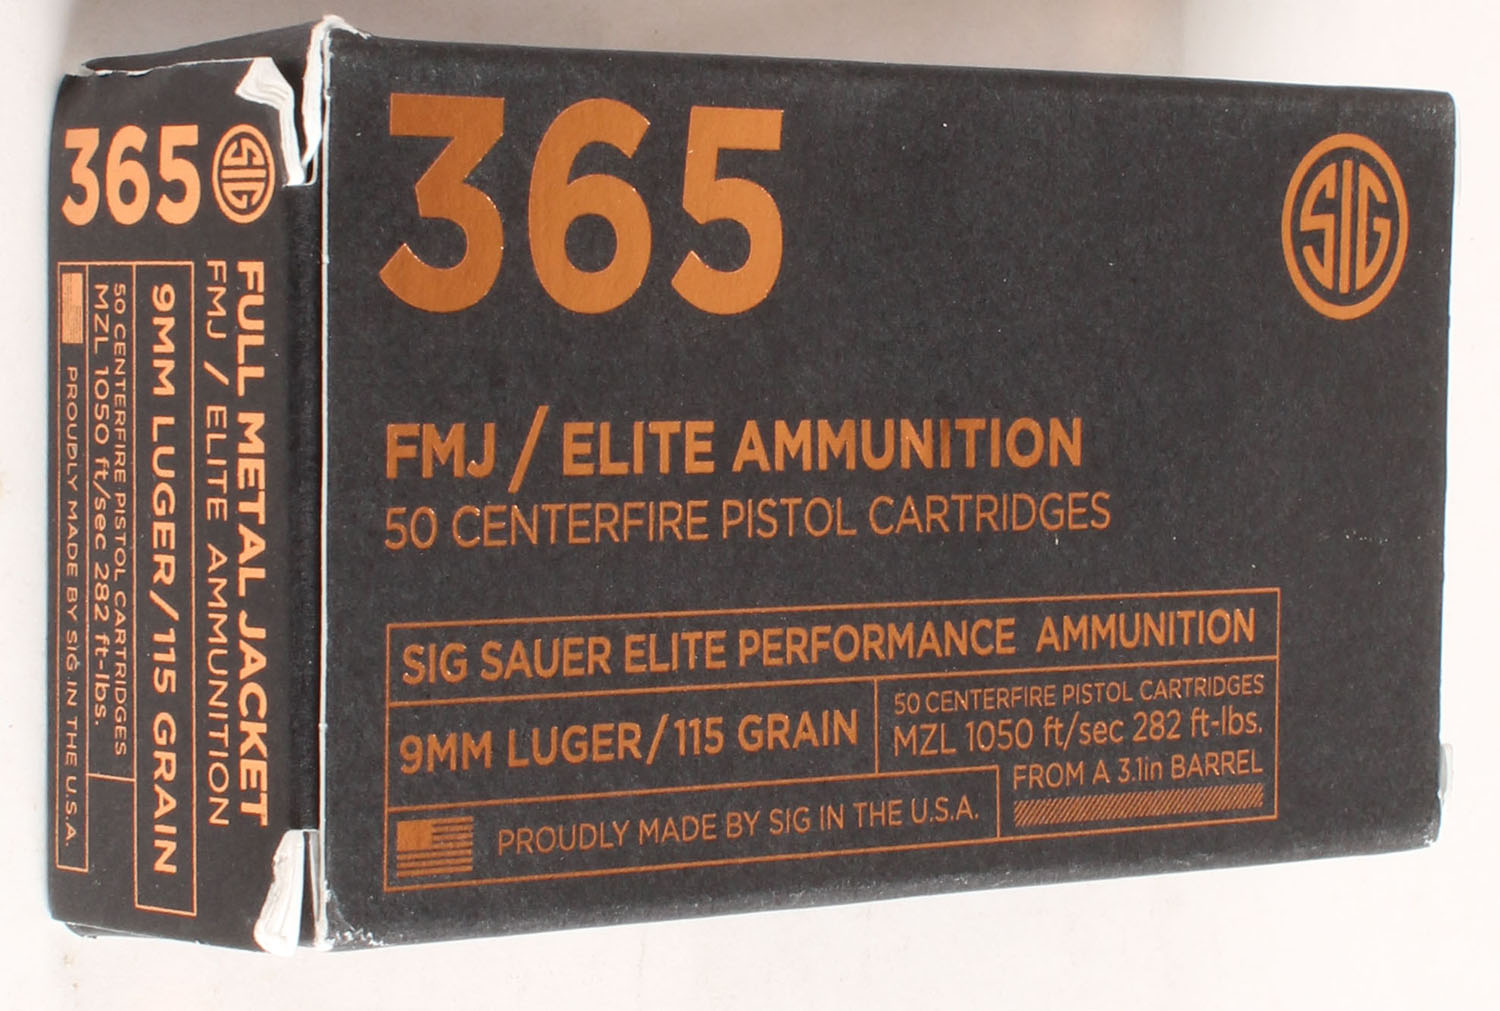 365
SIG
FMJ / ELITE AMMUNITION
50 CENTERFIRE PISTOL CARTRIDGES
SIG SAUER ELITE PERFORMANCE AMMUNITION
9MM LUGER/115 GRAIN
50 CENTERFIRE PISTOL CARTRIDGES
MZL 1050 ft/sec 282 ft-lbs.
FROM A 3.1in BARREL
PROUDLY MADE BY SIG IN THE U.S.A.
365 SIG
FULL METAL JACKET
FMJ / ELITE AMMUNITION
9MM LUGER/115 GRAIN
50 CENTERFIRE PISTOL CARTRIDGES
MZL 1050 ft/sec 282 ft-lbs.
PROUDLY MADE BY SIG IN THE U.S.A.